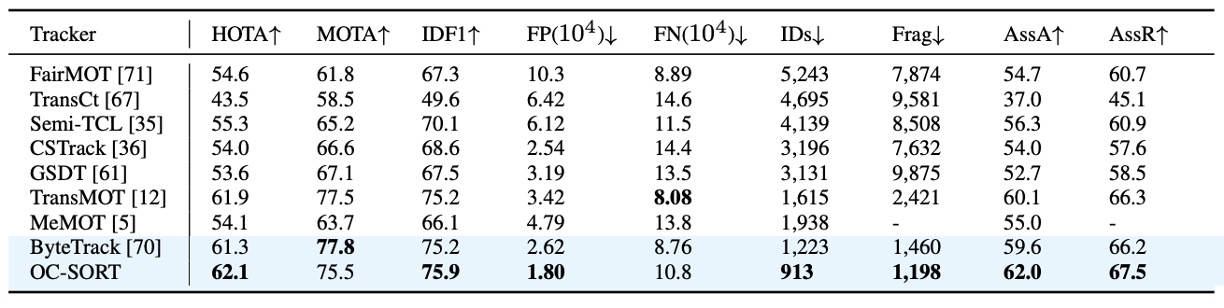 Tracker HOTA↑ MOTA↑ IDF1↑ FP(10⁴)↓ FN(10⁴)↓ IDs↓ Frag↓ AssA↑ AssR↑
FairMOT [71] 54.6 61.8 67.3 10.3 8.89 5,243 7,874 54.7 60.7
TransCt [67] 43.5 58.5 49.6 6.42 14.6 4,695 9,581 37.0 45.1
Semi-TCL [35] 55.3 65.2 70.1 6.12 11.5 4,139 8,508 56.3 60.9
CSTrack [36] 54.0 66.6 68.6 2.54 14.4 3,196 7,632 54.0 57.6
GSDT [61] 53.6 67.1 67.5 3.19 13.5 3,131 9,875 52.7 58.5
TransMOT [12] 61.9 77.5 75.2 3.42 8.08 1,615 2,421 60.1 66.3
MeMOT [5] 54.1 63.7 66.1 4.79 13.8 1,938 - 55.0 -
ByteTrack [70] 61.3 77.8 75.2 2.62 8.76 1,223 1,460 59.6 66.2
OC-SORT 62.1 75.5 75.9 1.80 10.8 913 1,198 62.0 67.5